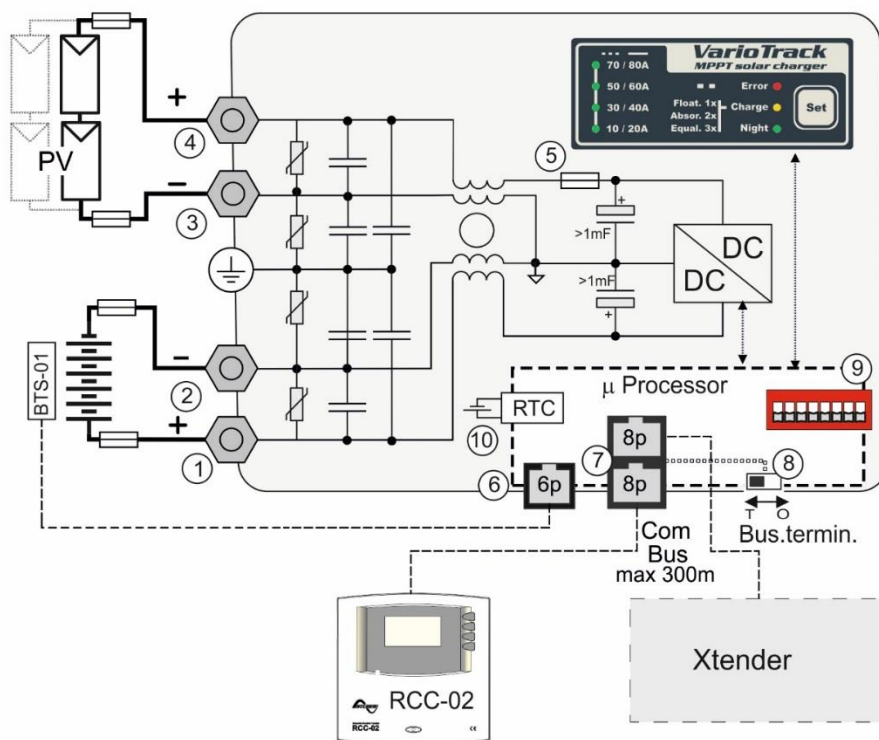 VarioTrack
MPPT solar charger
70 / 80A
50 / 60A
30 / 40A
10 / 20A
Float. 1x
Absor. 2x
Equal. 3x
Error
Charge
Night
Set
+
4
PV
−
3
5
+
>1mF
>1mF
+
DC
DC
BTS-01
−
2
+
1
µ Processor
9
RTC
10
8p
7
8p
8
6
6p
T O
Bus.termin.
Com
Bus
max 300m
RCC-02
RCC-02
Xtender